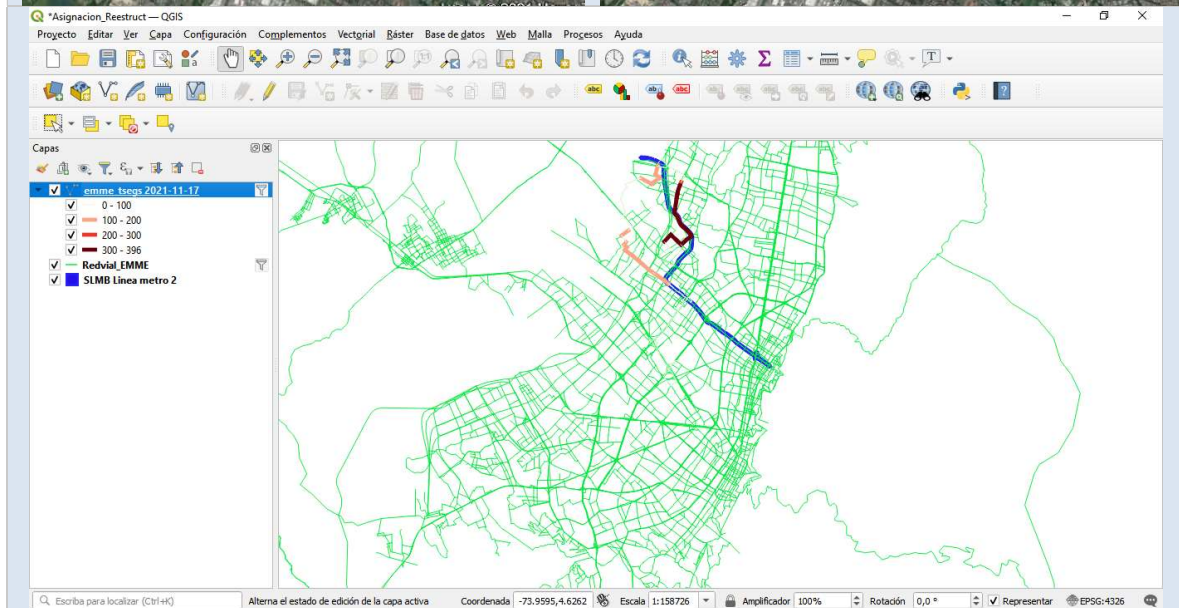 *Asignacion_Reestruct — QGIS
Proyecto Editar Ver Capa Configuración Complementos Vectorial Ráster Base de datos Web Malla Procesos Ayuda
Capas
emme_tsegs 2021-11-17
0 - 100
100 - 200
200 - 300
300 - 396
Redvial_EMME
SLMB Linea metro 2
Escriba para localizar (Ctrl+K) Alterna el estado de edición de la capa activa Coordenada -73.9595,4.6262 Escala 1:158726 Amplificador 100% Rotación 0,0 ° Representar EPSG:4326